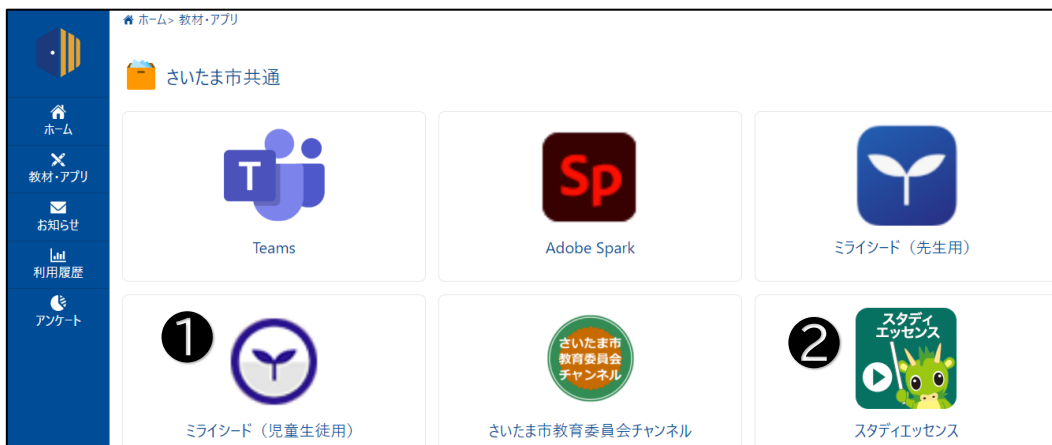 ホーム> 教材・アプリ
さいたま市共通
ホーム
教材・アプリ
お知らせ
利用履歴
アンケート
T
Teams
Sp
Adobe Spark
ミライシード（先生用）
1
ミライシード（児童生徒用）
さいたま市
教育委員会
チャンネル
さいたま市教育委員会チャンネル
2
スタディ
エッセンス
スタディエッセンス